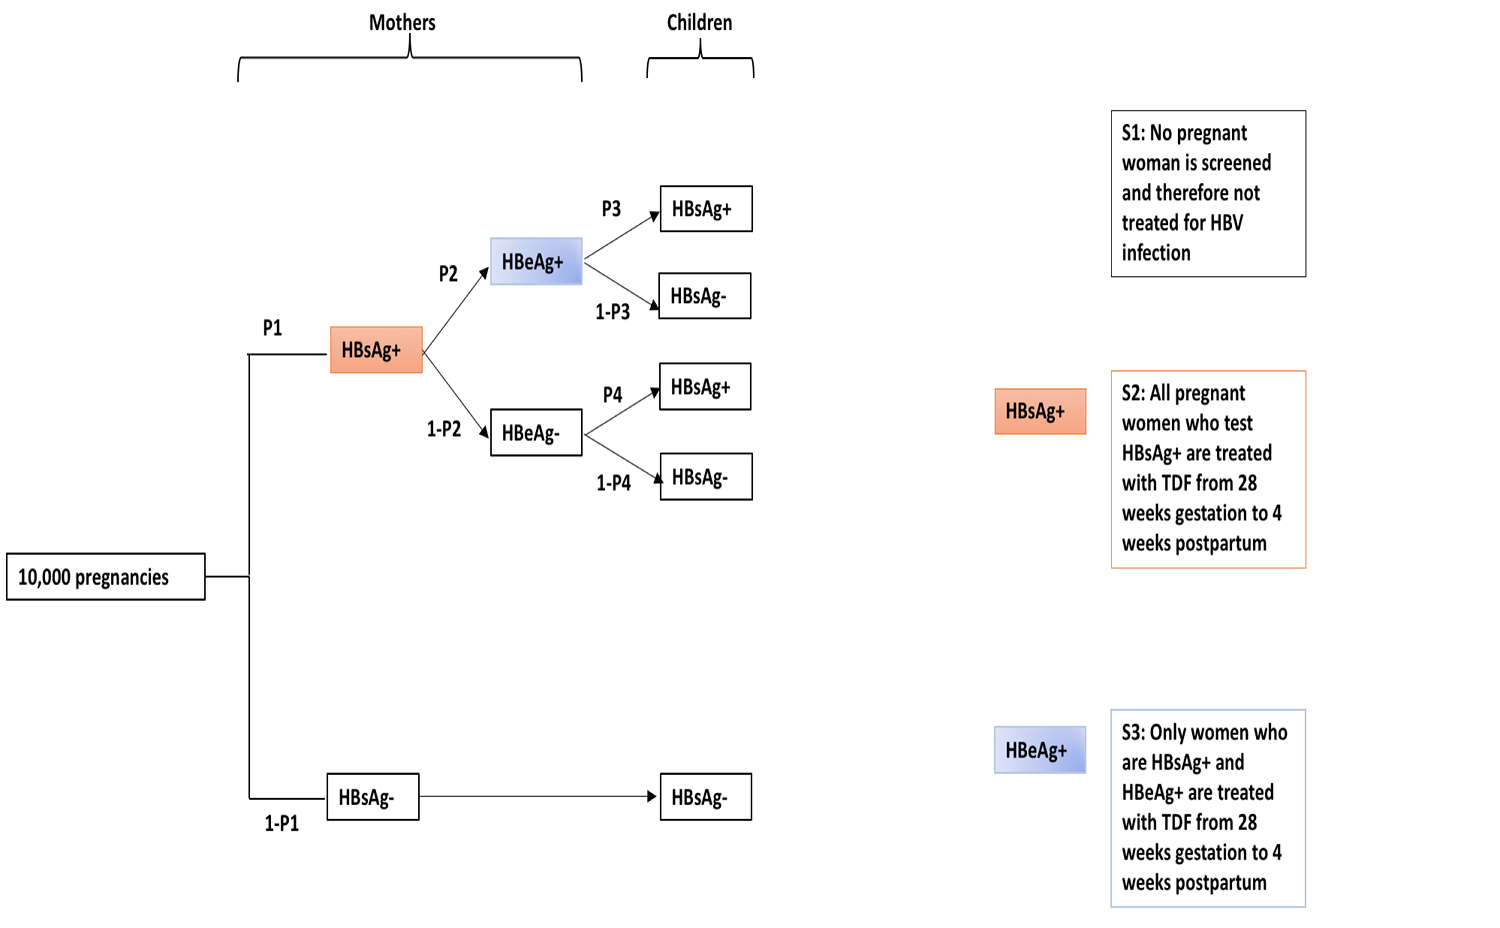 Mothers
Children
S1: No pregnant
woman is screened
and therefore not
treated for HBV
infection
P3
HBsAg+
P2
HBeAg+
1-P3
HBsAg-
P1
HBsAg+
P4
HBsAg+
1-P2
HBeAg-
1-P4
HBsAg-
HBsAg+
S2: All pregnant
women who test
HBsAg+ are treated
with TDF from 28
weeks gestation to 4
weeks postpartum
10,000 pregnancies
HBsAg-
1-P1
HBsAg-
HBeAg+
S3: Only women who
are HBsAg+ and
HBeAg+ are treated
with TDF from 28
weeks gestation to 4
weeks postpartum